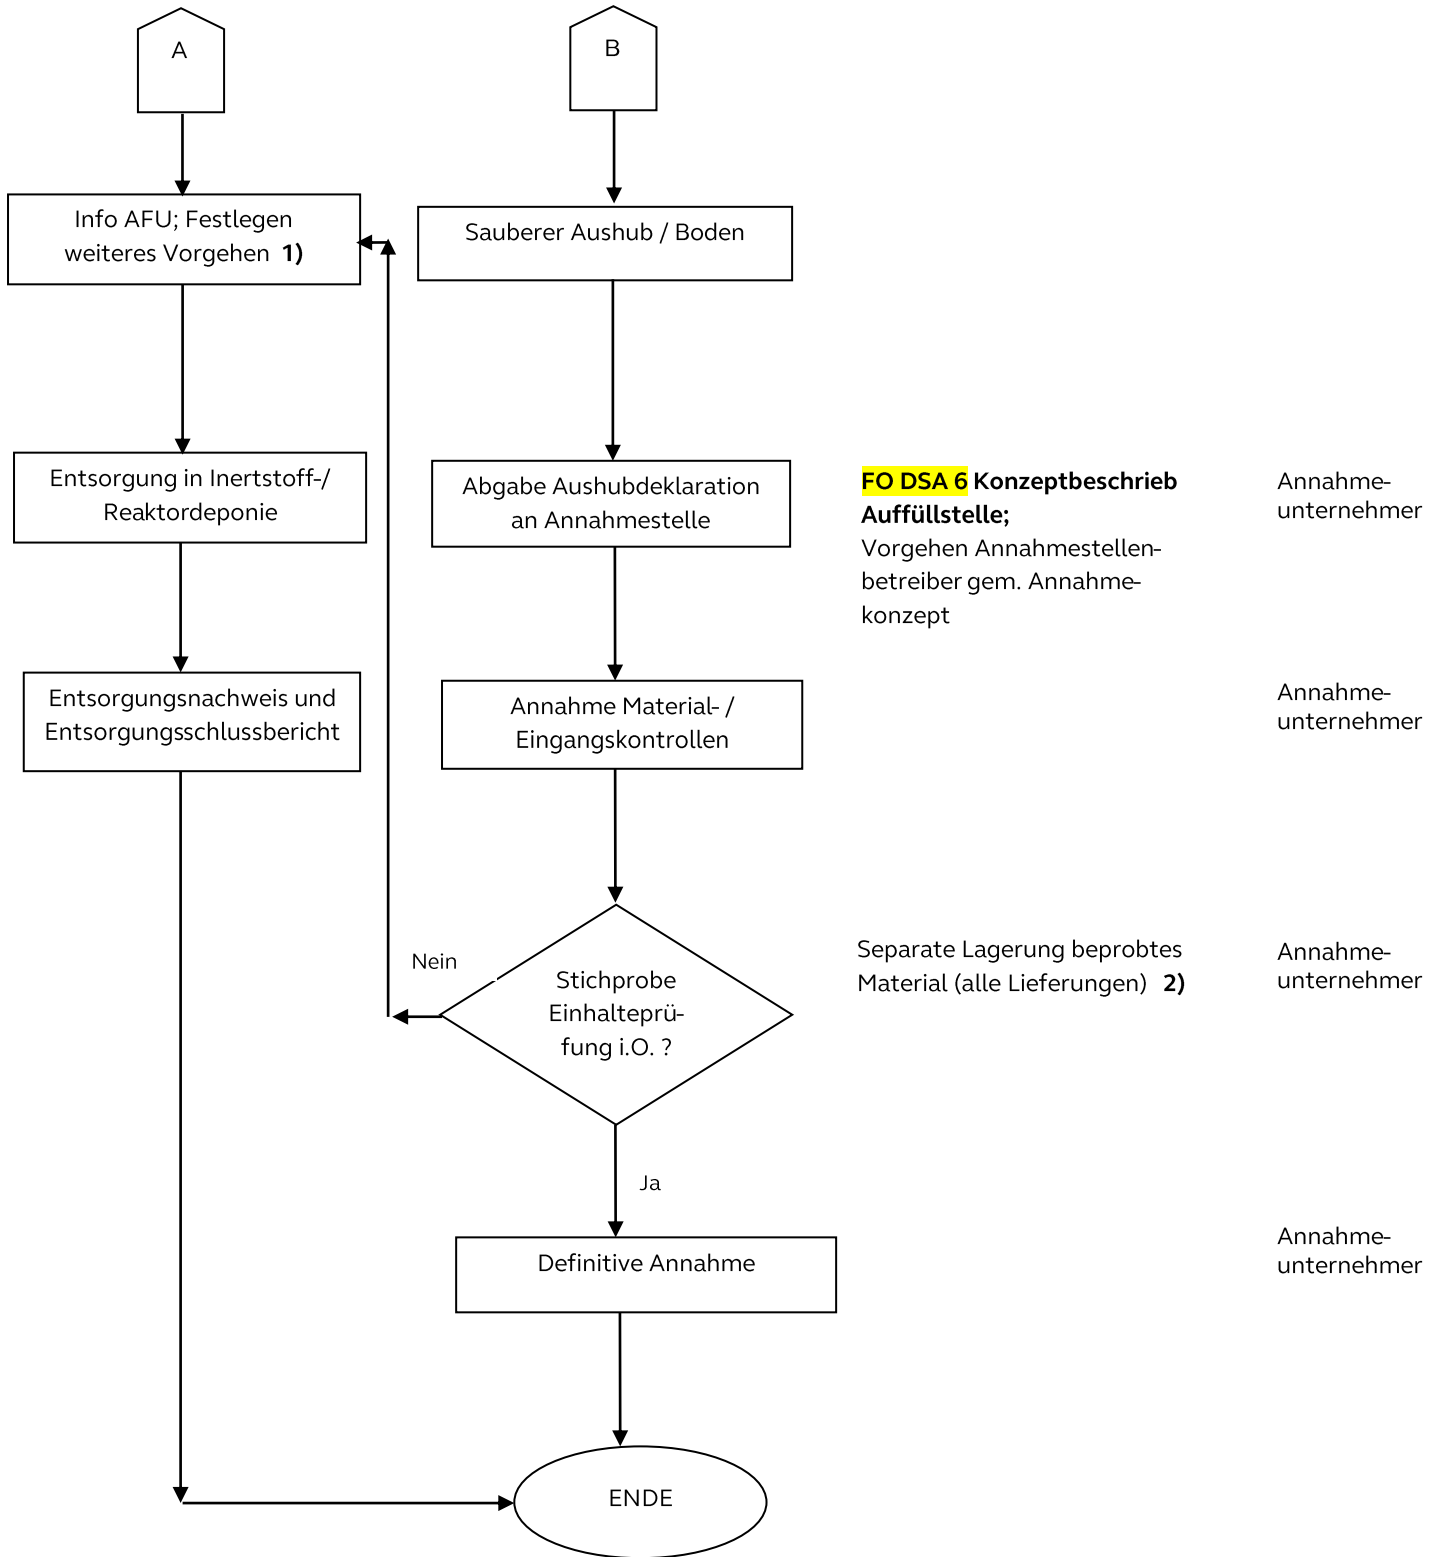 A
B
Info AFU; Festlegen
weiteres Vorgehen 1)
Sauberer Aushub / Boden
Entsorgung in Inertstoff-/
Reaktordeponie
Abgabe Aushubdeklaration
an Annahmestelle
FO DSA 6 Konzeptbeschrieb
Auffüllstelle;
Vorgehen Annahmestellen-
betreiber gem. Annahme-
konzept
Annahme-
unternehmer
Entsorgungsnachweis und
Entsorgungsschlussbericht
Annahme Material- /
Eingangskontrollen
Annahme-
unternehmer
Nein
Stichprobe
Einhalteprü-
fung i.O. ?
Separate Lagerung beprobtes
Material (alle Lieferungen) 2)
Annahme-
unternehmer
Ja
Definitive Annahme
Annahme-
unternehmer
ENDE